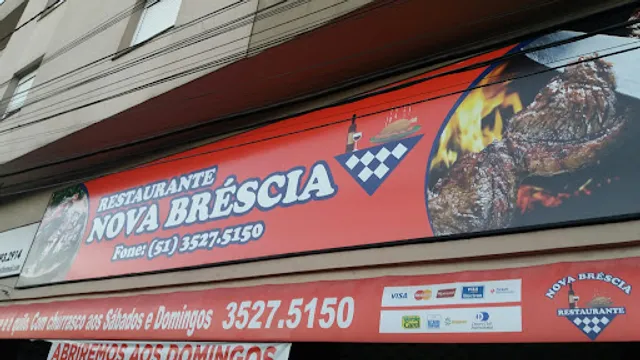 RESTAURANTE
NOVA BRÉSCIA
Fone: (51) 3527.5150
Com churrasco aos Sábados e Domingos 3527.5150
VISA
NOVA BRÉSCIA
RESTAURANTE
ABRIREMOS AOS DOMINGOS